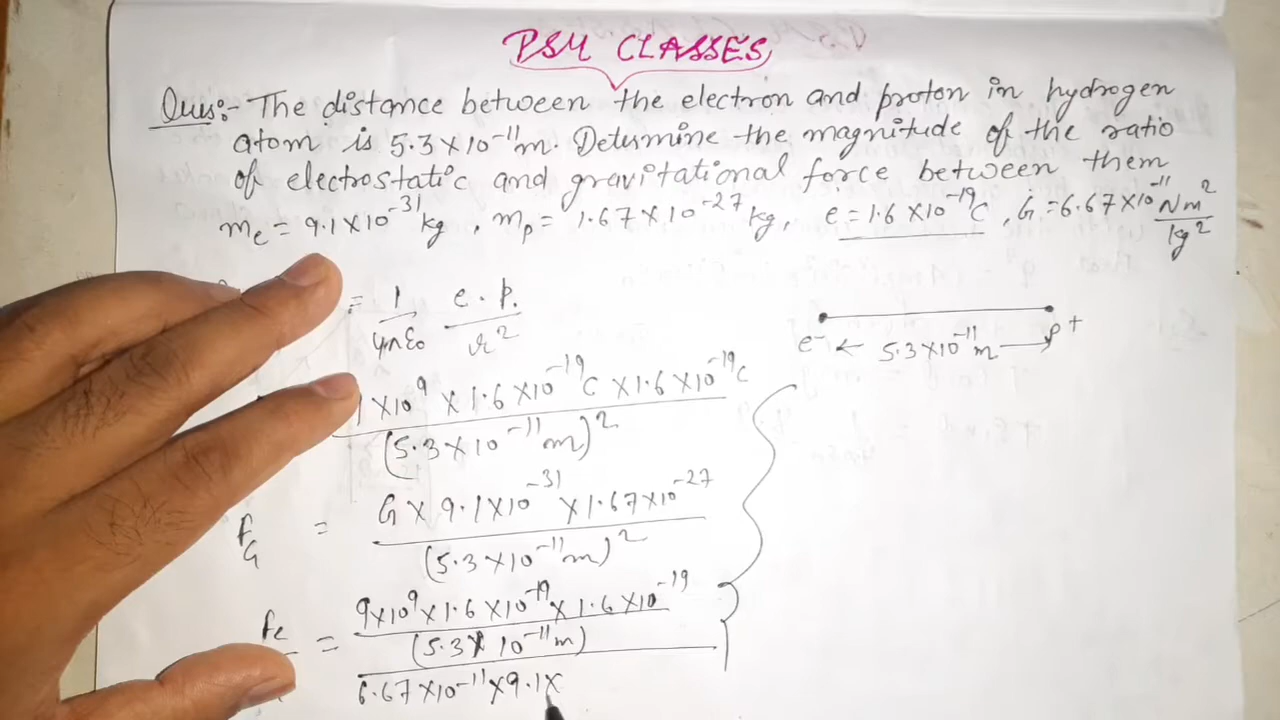 PSM CLASSES
Ques:- The distance between the electron and proton in hydrogen
atom is 5.3×10⁻¹¹m. Determine the magnitude of the ratio
of electrostatic and gravitational force between them
mₑ = 9.1×10⁻³¹kg, mₚ = 1.67×10⁻²⁷kg, e = 1.6×10⁻¹⁹C, G = 6.67×10⁻¹¹ Nm²/kg²
= 1/4πε₀ e·p./r²
e⁻ ← 5.3×10⁻¹¹m → p⁺
×10⁹ × 1.6×10⁻¹⁹C × 1.6×10⁻¹⁹C
(5.3×10⁻¹¹m)²
F_G = G × 9.1×10⁻³¹ × 1.67×10⁻²⁷
(5.3×10⁻¹¹m)²
Fe = 9×10⁹ × 1.6×10⁻¹⁹ × 1.6×10⁻¹⁹
(5.3× 10⁻¹¹m)
6.67×10⁻¹¹×9.1×